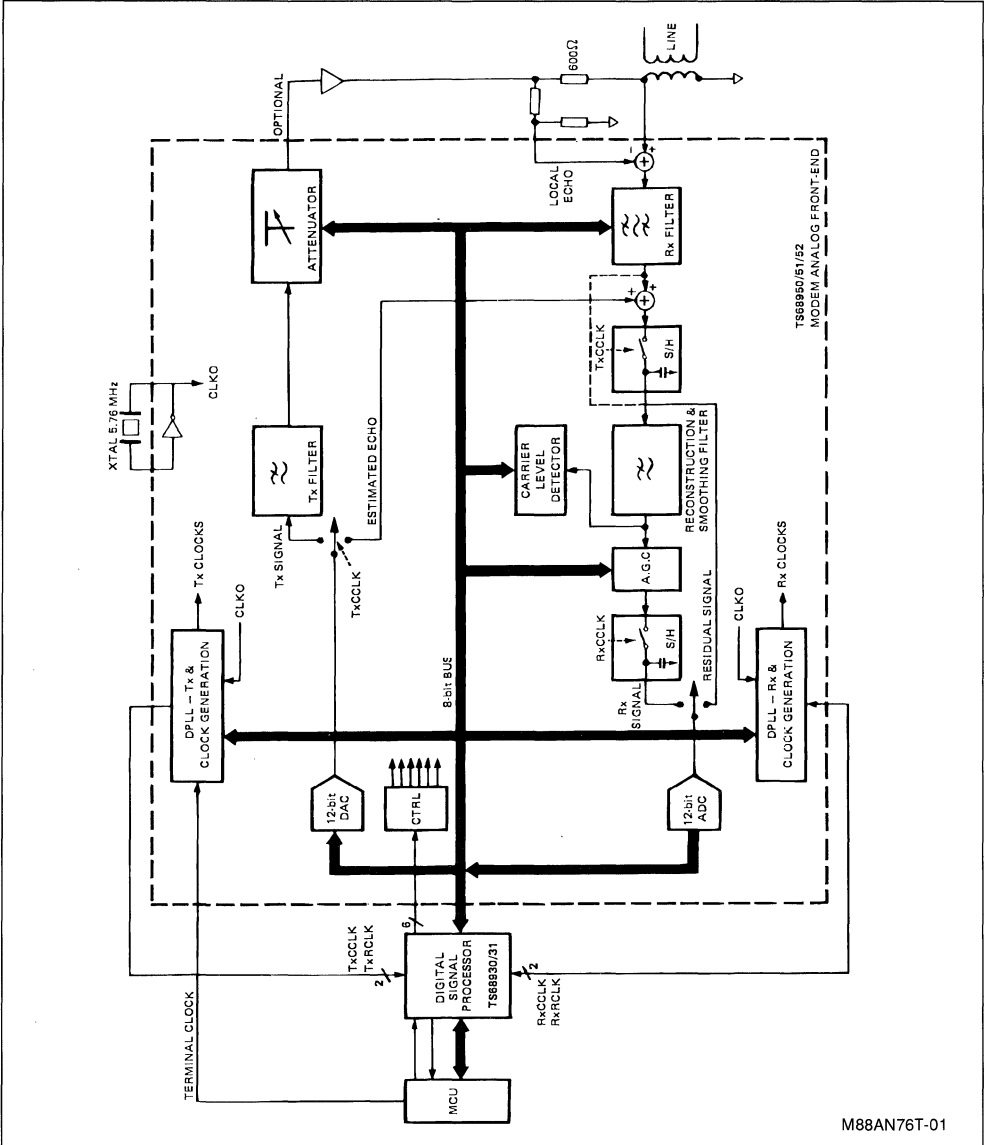 XTAL 5.76 MHz
CLKO
OPTIONAL
600Ω
LINE
ATTENUATOR
LOCAL
ECHO
Rx FILTER
TS68950/51/52
MODEM ANALOG FRONT-END
Tx FILTER
Tx SIGNAL
ESTIMATED ECHO
TxCCLK
TxCCLK
S/H
CARRIER
LEVEL
DETECTOR
RECONSTRUCTION &
SMOOTHING FILTER
A.G.C
RxCCLK
S/H
Rx
SIGNAL
RESIDUAL SIGNAL
Tx CLOCKS
CLKO
DPLL – Tx &
CLOCK GENERATION
8-bit BUS
CLKO
Rx CLOCKS
DPLL – Rx &
CLOCK GENERATION
12-bit
DAC
CTRL
12-bit
ADC
6
TxCCLK
TxRCLK
2
DIGITAL
SIGNAL
PROCESSOR
TS68930/31
2
RxCCLK
RxRCLK
TERMINAL CLOCK
MCU
M88AN76T-01